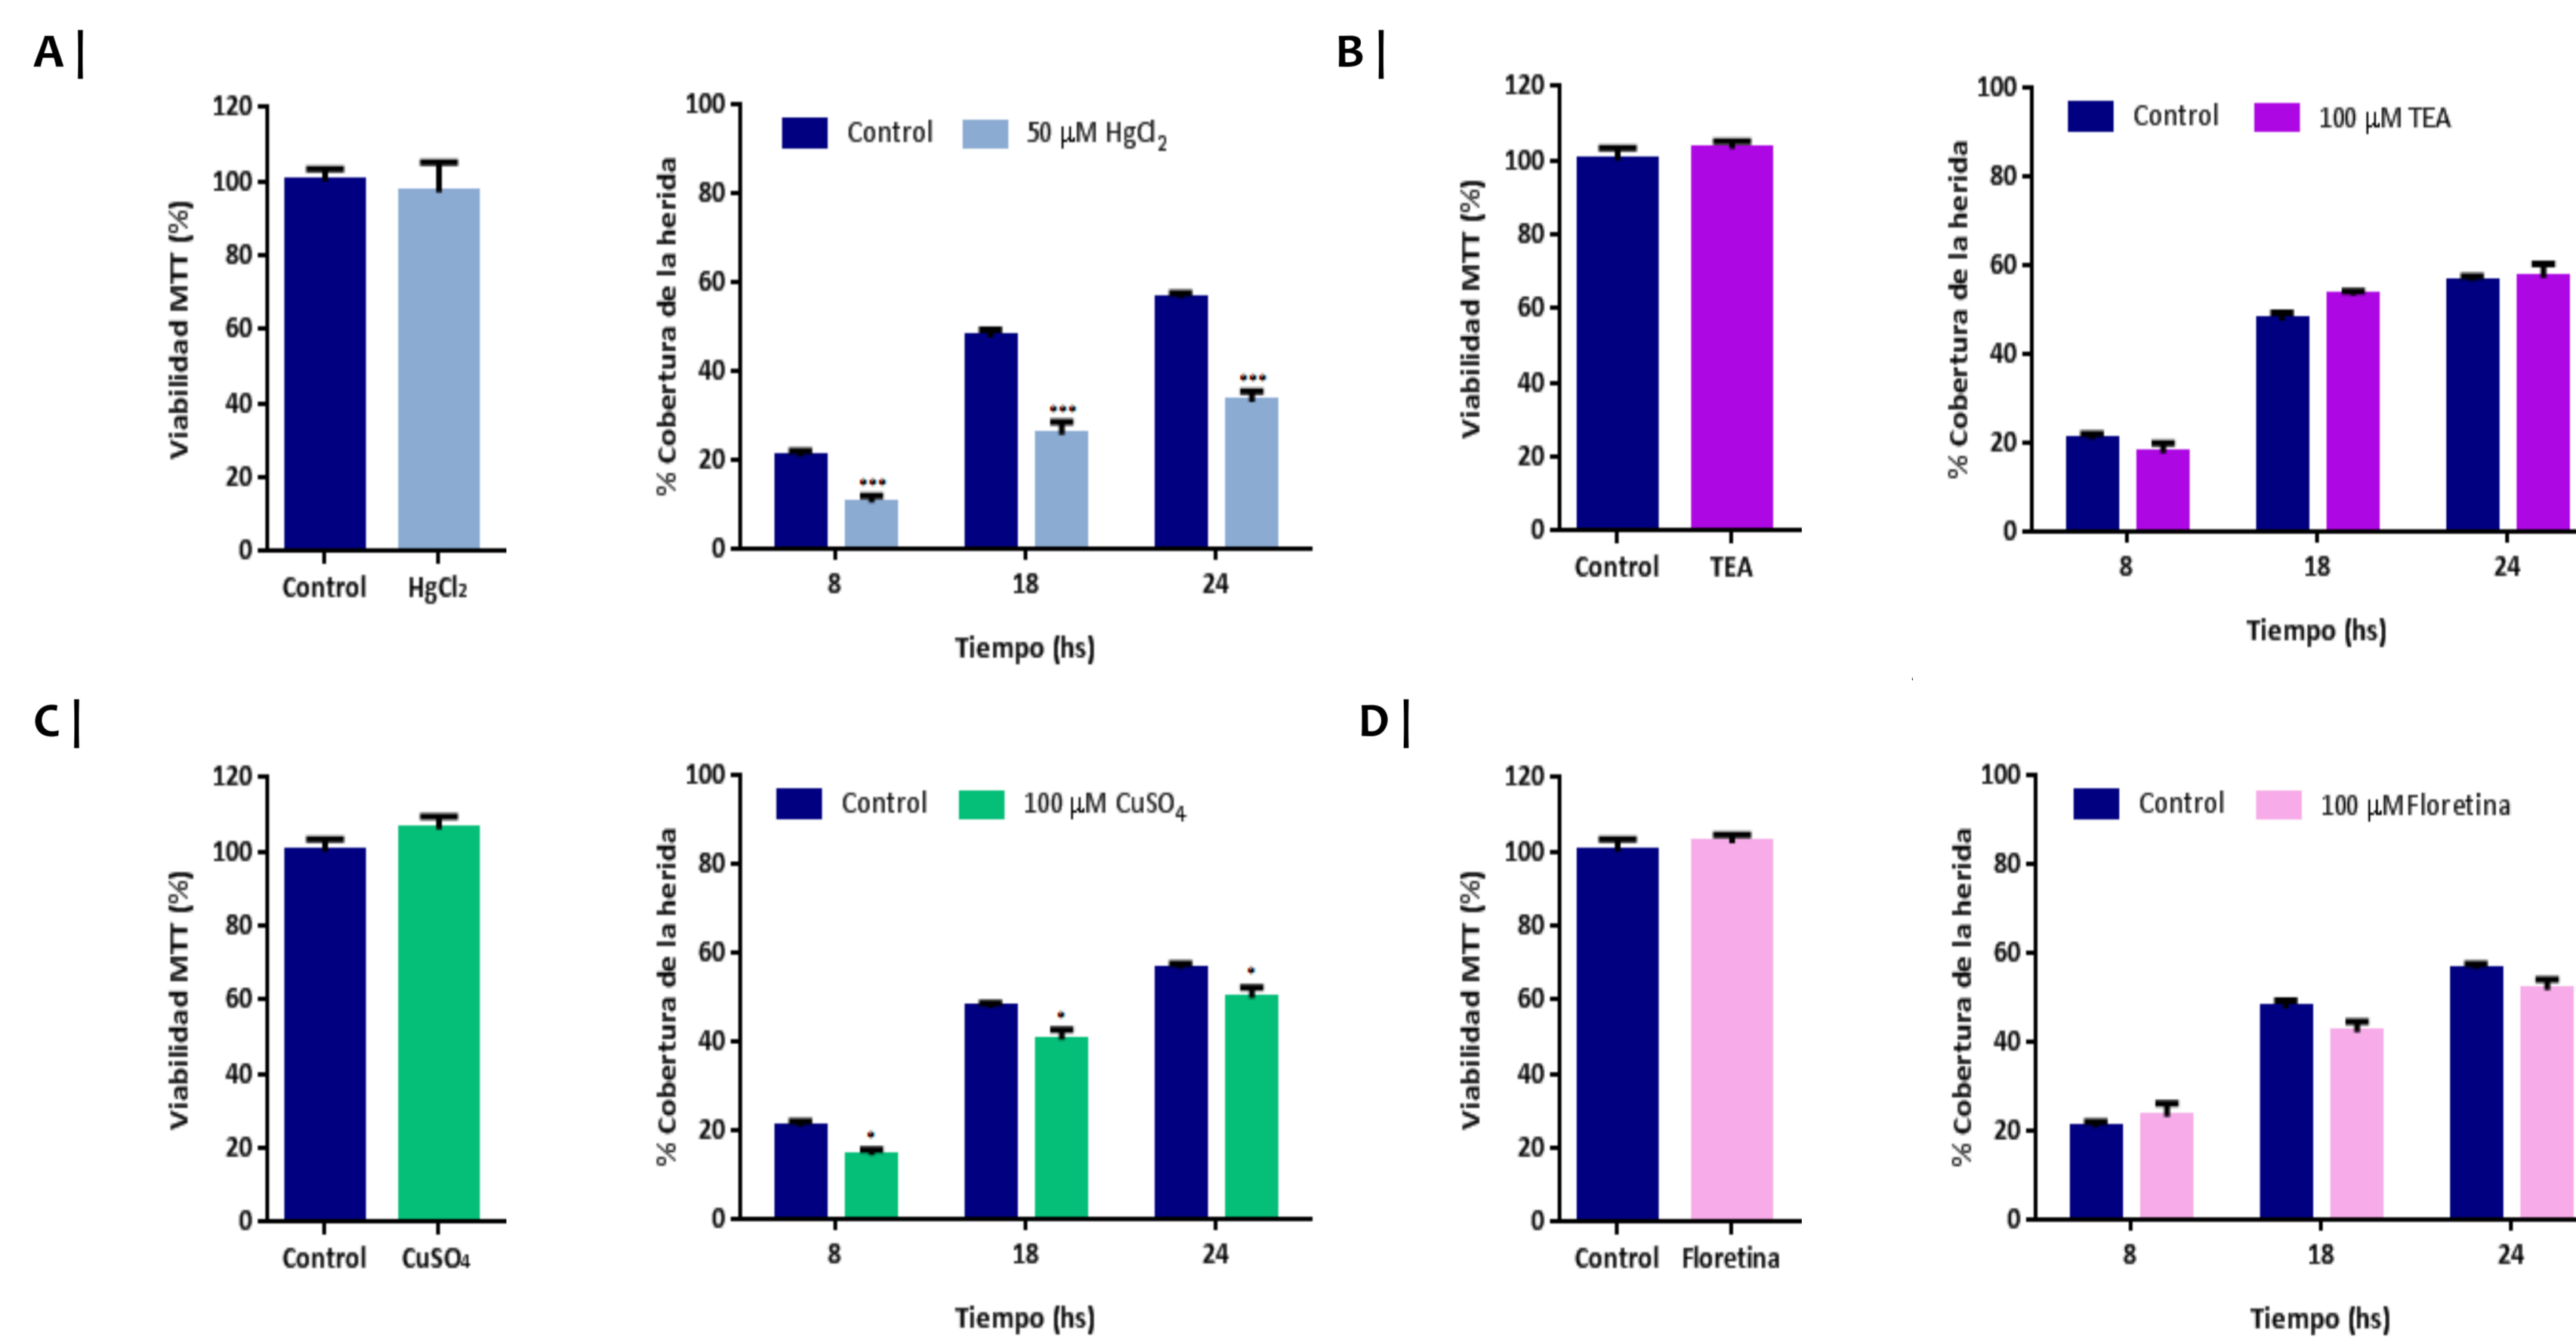 A |
120
100
80
60
40
20
0
Viabilidad MTT (%)
Control HgCl₂
100
80
60
40
20
0
% Cobertura de la herida
Control 50 μM HgCl₂
***
***
***
8 18 24
Tiempo (hs)
B |
120
100
80
60
40
20
0
Viabilidad MTT (%)
Control TEA
100
80
60
40
20
0
% Cobertura de la herida
Control 100 μM TEA
8 18 24
Tiempo (hs)
C |
120
100
80
60
40
20
0
Viabilidad MTT (%)
Control CuSO₄
100
80
60
40
20
0
% Cobertura de la herida
Control 100 μM CuSO₄
*
*
*
8 18 24
Tiempo (hs)
D |
120
100
80
60
40
20
0
Viabilidad MTT (%)
Control Floretina
100
80
60
40
20
0
% Cobertura de la herida
Control 100 μM Floretina
8 18 24
Tiempo (hs)